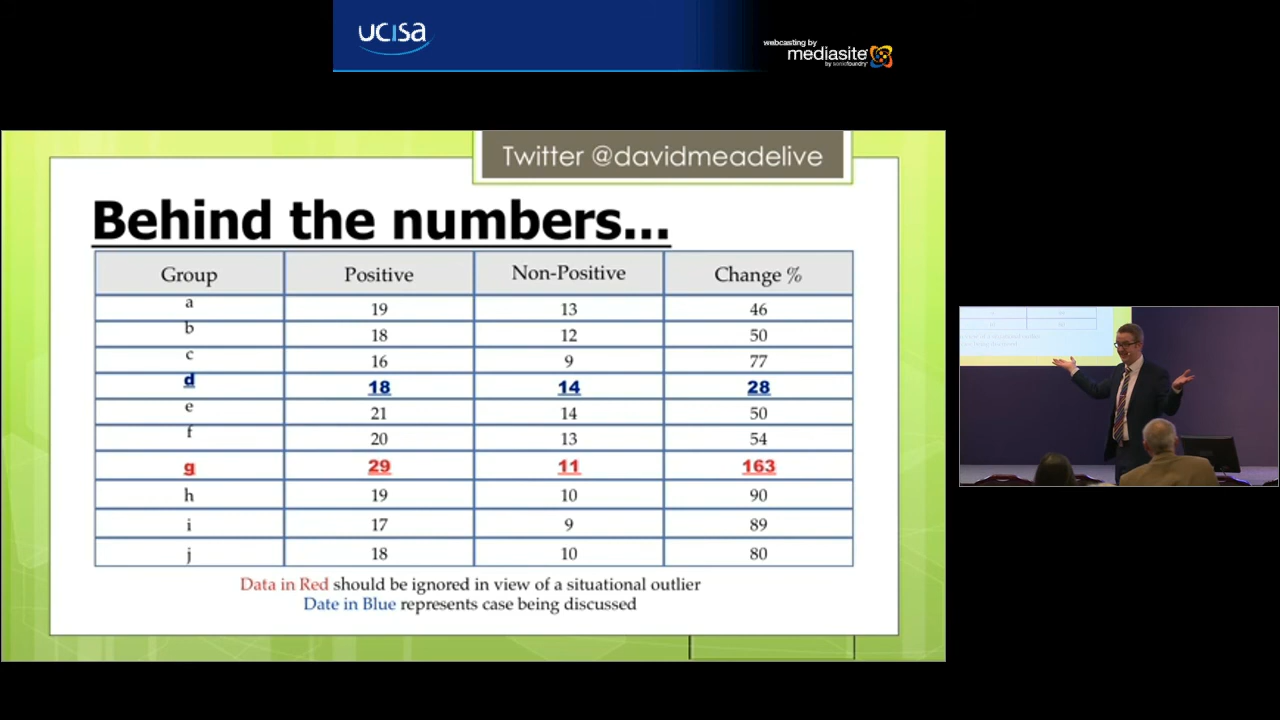 ucisa
webcasting by
mediasite
by sonicfoundry
Twitter @davidmeadelive
Behind the numbers...
Group Positive Non-Positive Change %
a 19 13 46
b 18 12 50
c 16 9 77
d 18 14 28
e 21 14 50
f 20 13 54
g 29 11 163
h 19 10 90
i 17 9 89
j 18 10 80
Data in Red should be ignored in view of a situational outlier
Date in Blue represents case being discussed